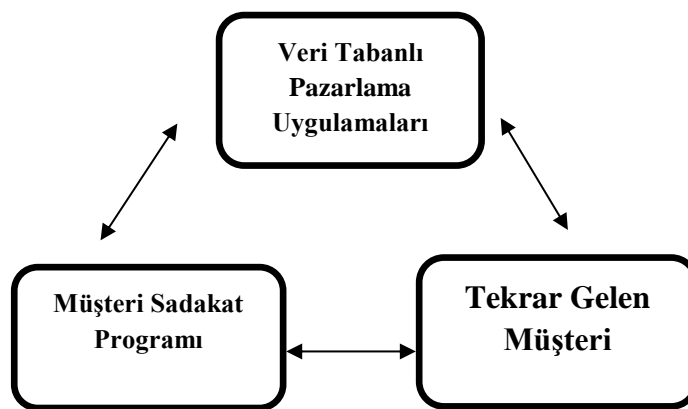 Veri Tabanlı
Pazarlama
Uygulamaları
Müşteri Sadakat
Programı
Tekrar Gelen
Müşteri